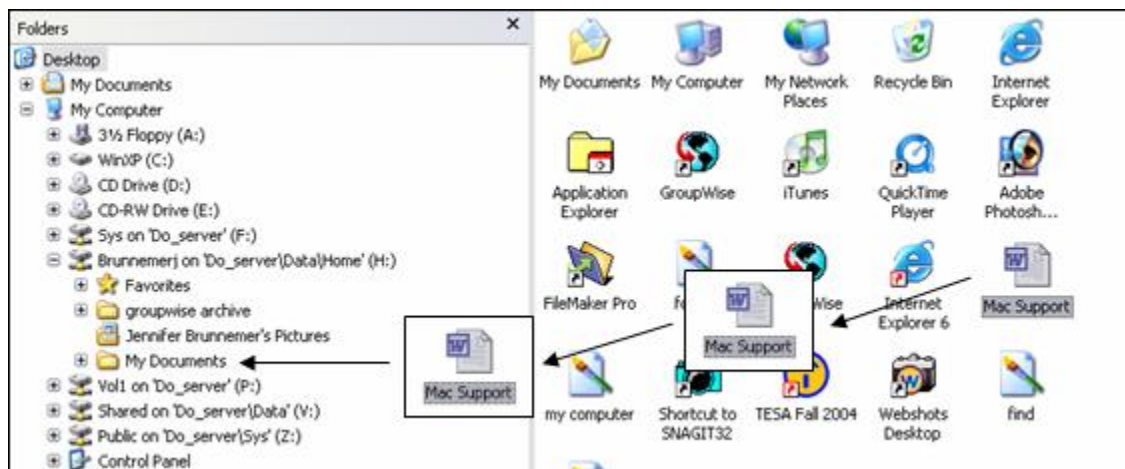 Folders
Desktop
My Documents
My Computer
3½ Floppy (A:)
WinXP (C:)
CD Drive (D:)
CD-RW Drive (E:)
Sys on 'Do_server' (F:)
Brunnemerj on 'Do_server\Data\Home' (H:)
Favorites
groupwise archive
Jennifer Brunnemer's Pictures
My Documents
Vol1 on 'Do_server' (P:)
Shared on 'Do_server\Data' (V:)
Public on 'Do_server\Sys' (Z:)
Control Panel
Mac Support
My Documents
My Computer
My Network
Places
Recycle Bin
Internet
Explorer
Application
Explorer
GroupWise
iTunes
QuickTime
Player
Adobe
Photosh...
FileMaker Pro
Mac Support
Internet
Explorer 6
Mac Support
my computer
Shortcut to
SNAGIT32
TESA Fall 2004
Webshots
Desktop
find